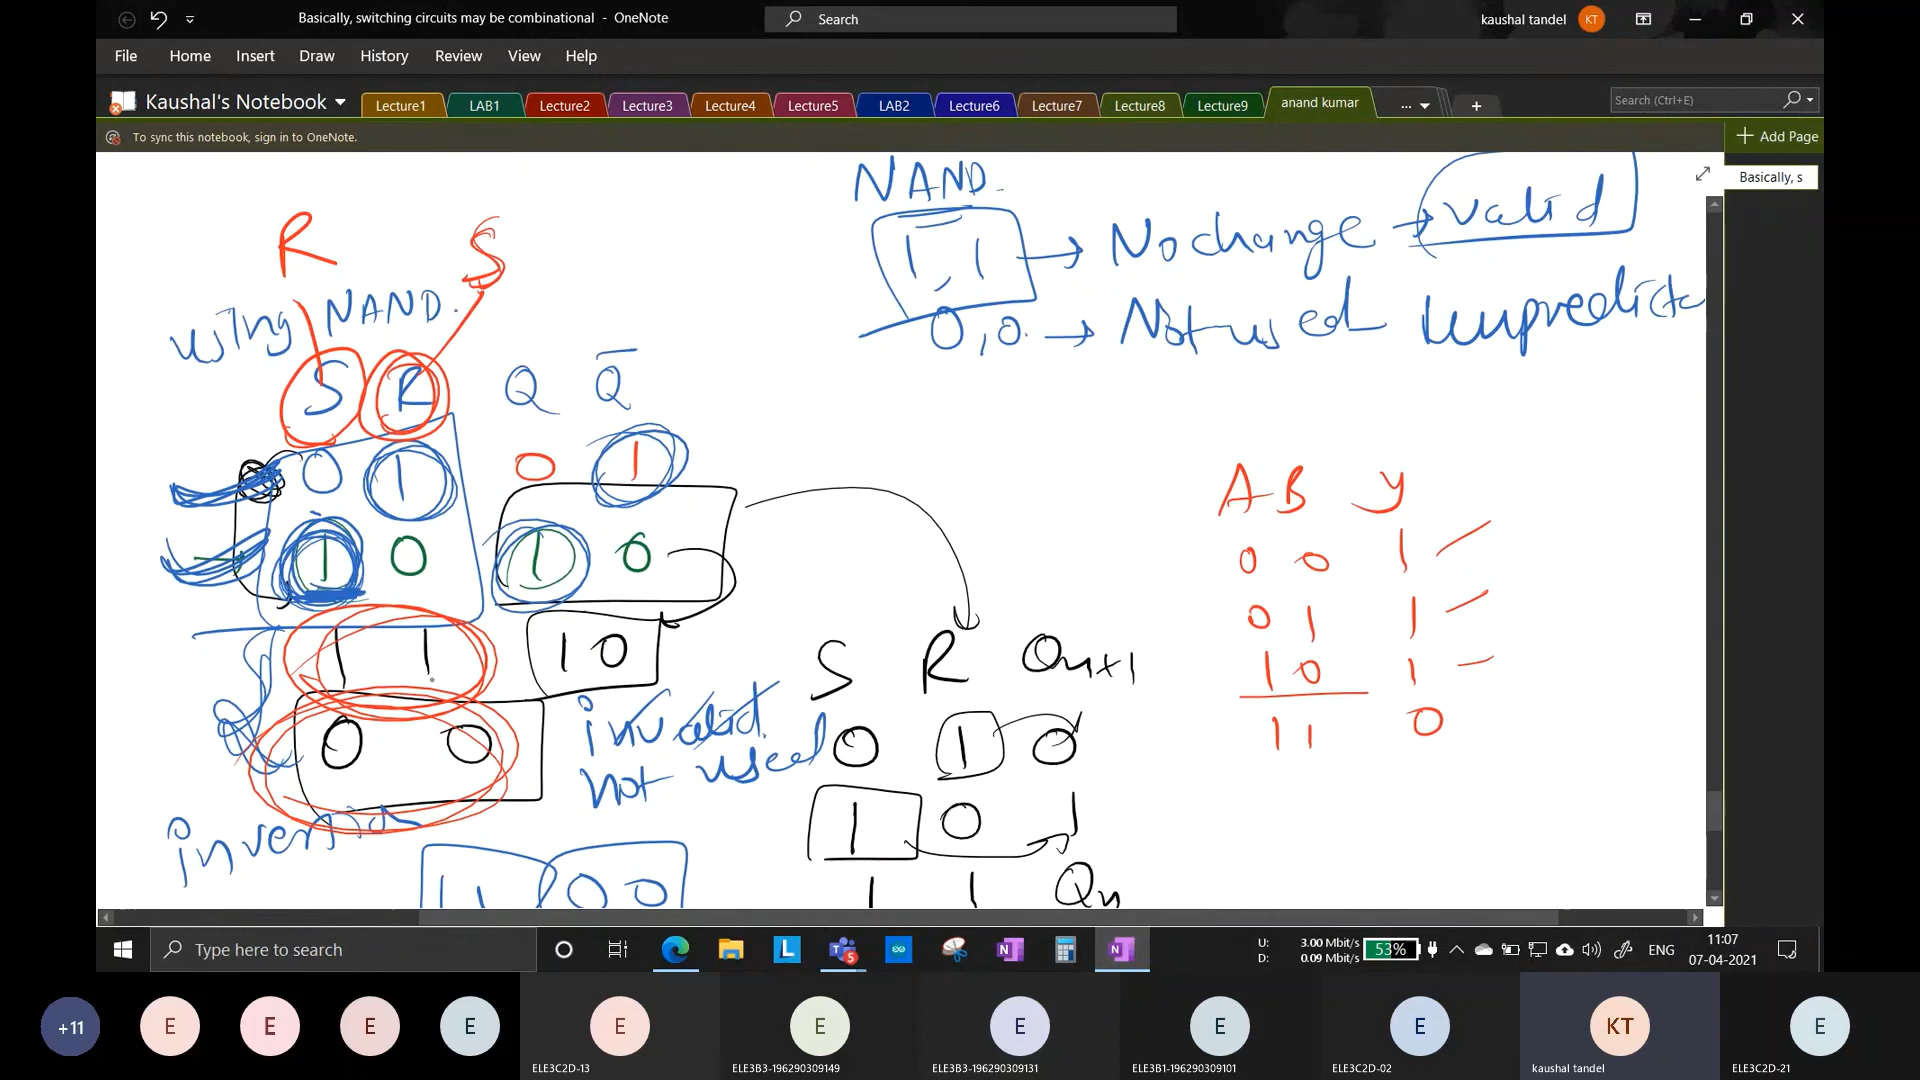 Basically, switching circuits may be combinational - OneNote
Search
kaushal tandel
KT
File Home Insert Draw History Review View Help
Kaushal's Notebook
Lecture1 LAB1 Lecture2 Lecture3 Lecture4 Lecture5 LAB2 Lecture6 Lecture7 Lecture8 Lecture9 anand kumar ... +
Search (Ctrl+E)
To sync this notebook, sign in to OneNote.
Add Page
Basically, s
NAND.
1, 1 → No change → valid
0, 0. → Not used
R S
using NAND.
S R Q Q̅
0 1 0 1
1 0 1 0
1 1 1 0
0 0 invalid
not used
A B Y
0 0 1
0 1 1
1 0 1
1 1 0
S R Qn+1
0 1 0
1 0 1
1 1 Qn
1 1 0 0
Type here to search
U: 3.00 Mbit/s
D: 0.09 Mbit/s
53%
ENG
11:07
07-04-2021
5
+11
E E E E E E E E E KT E
ELE3C2D-13
ELE3B3-196290309149
ELE3B3-196290309131
ELE3B1-196290309101
ELE3C2D-02
kaushal tandel
ELE3C2D-21